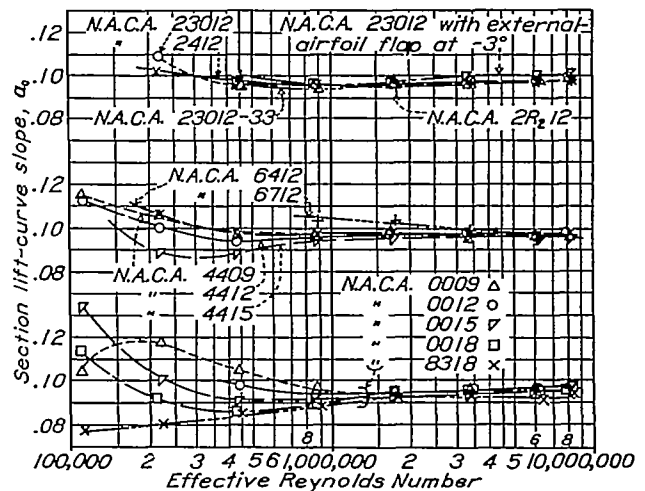 N.A.C.A. 23012
" 2412
N.A.C.A. 23012 with external-
airfoil flap at -3°
.12
.10
.08
N.A.C.A. 23012-33
N.A.C.A. 2R₂12
N.A.C.A. 6412
" 6712
.12
.10
.08
N.A.C.A. 4409
" 4412
" 4415
N.A.C.A. 0009 △
" 0012 ○
" 0015 ▽
" 0018 □
" 8318 ×
.12
.10
.08
Section lift-curve slope, a₀
8 6 8
100,000 2 4 5 6 1,000,000 2 4 5 10,000,000
Effective Reynolds Number